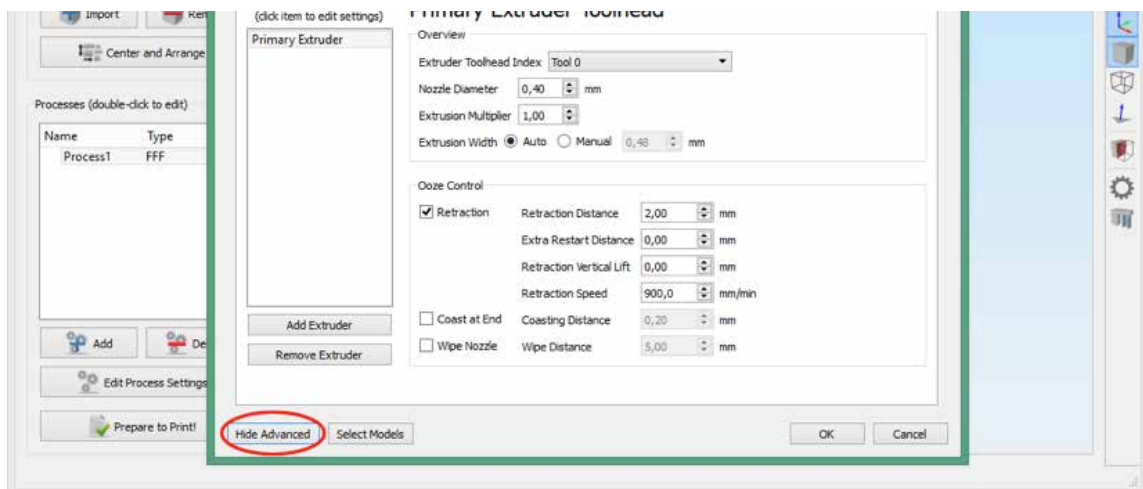 Import
Center and Arrange
Processes (double-click to edit)
Name Type
Process1 FFF
Add
Edit Process Settings
Prepare to Print!
(click item to edit settings)
Primary Extruder
Add Extruder
Remove Extruder
Primary Extruder Toolhead
Overview
Extruder Toolhead Index Tool 0
Nozzle Diameter 0,40 mm
Extrusion Multiplier 1,00
Extrusion Width Auto Manual 0,48 mm
Ooze Control
Retraction Retraction Distance 2,00 mm
Extra Restart Distance 0,00 mm
Retraction Vertical Lift 0,00 mm
Retraction Speed 900,0 mm/min
Coast at End Coasting Distance 0,20 mm
Wipe Nozzle Wipe Distance 5,00 mm
Hide Advanced Select Models OK Cancel